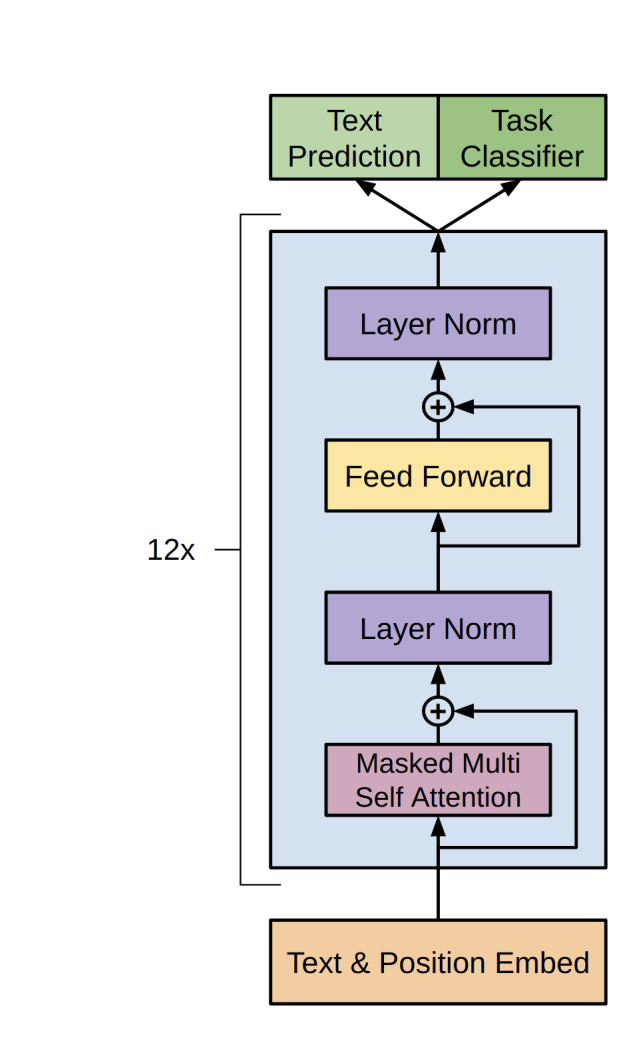 Text
Prediction
Task
Classifier
Layer Norm
+
Feed Forward
12x
Layer Norm
+
Masked Multi
Self Attention
Text & Position Embed